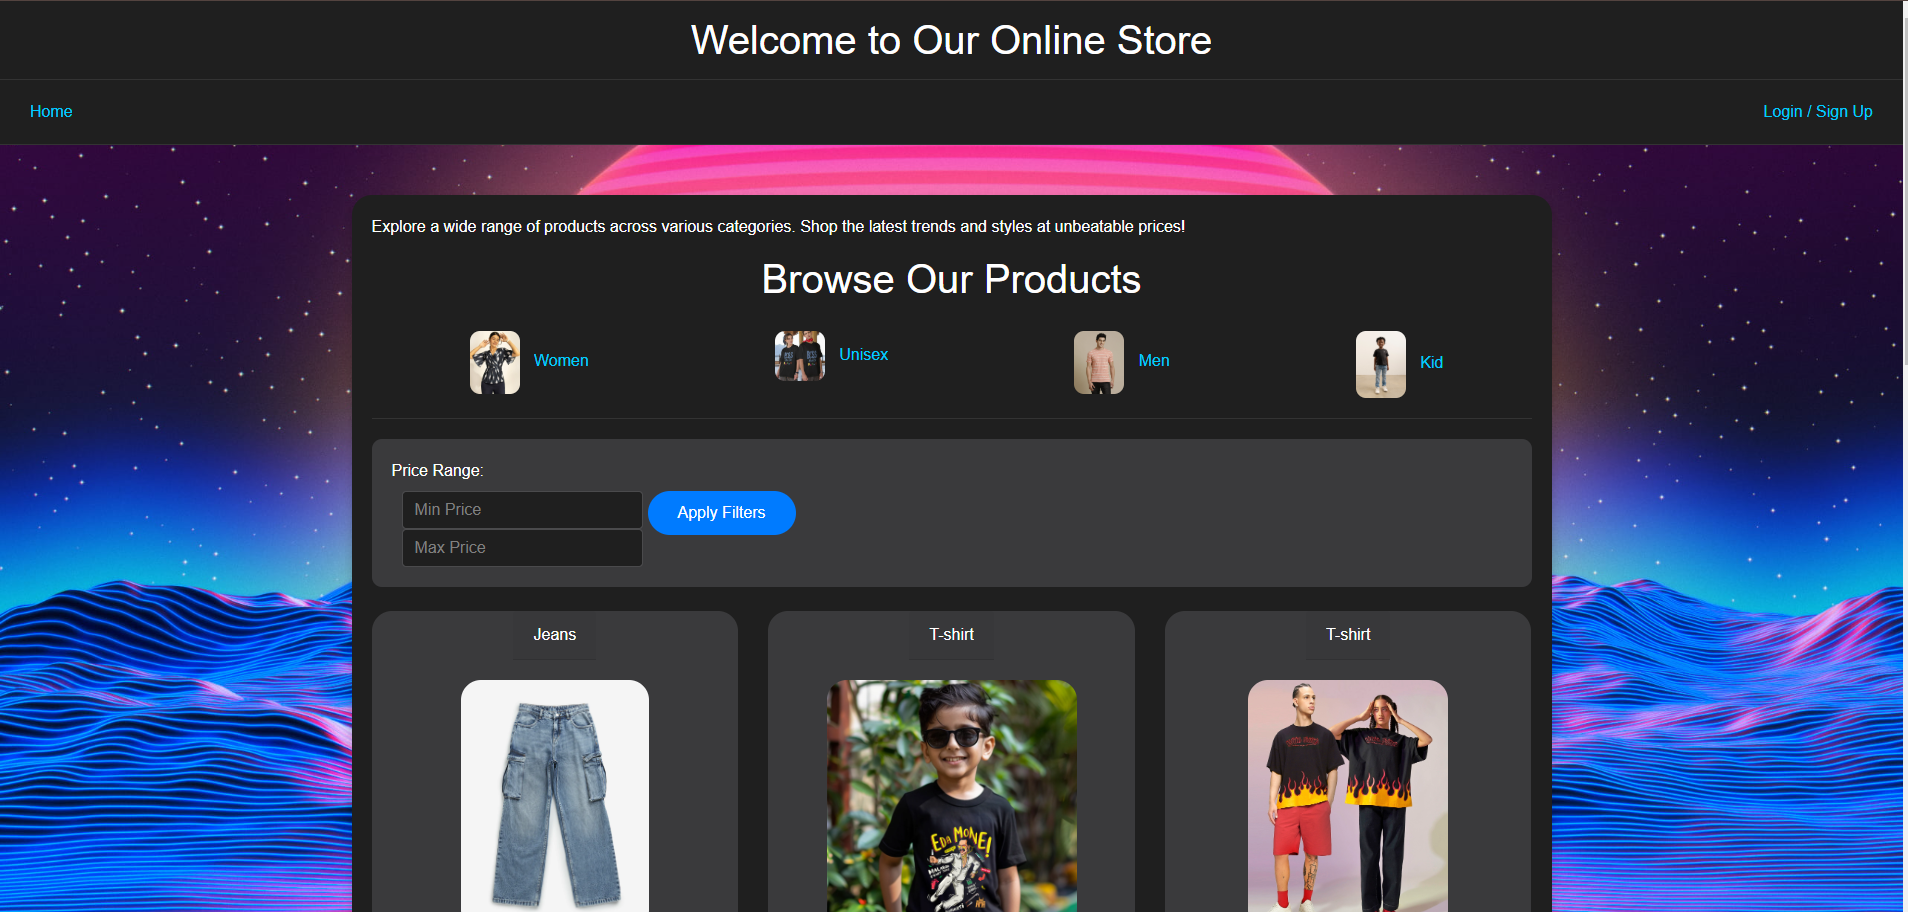 Welcome to Our Online Store
Home
Login / Sign Up
Explore a wide range of products across various categories. Shop the latest trends and styles at unbeatable prices!
Browse Our Products
Women
Unisex
Men
Kid
Price Range:
Min Price
Apply Filters
Max Price
Jeans
T-shirt
T-shirt
EDA MONE!